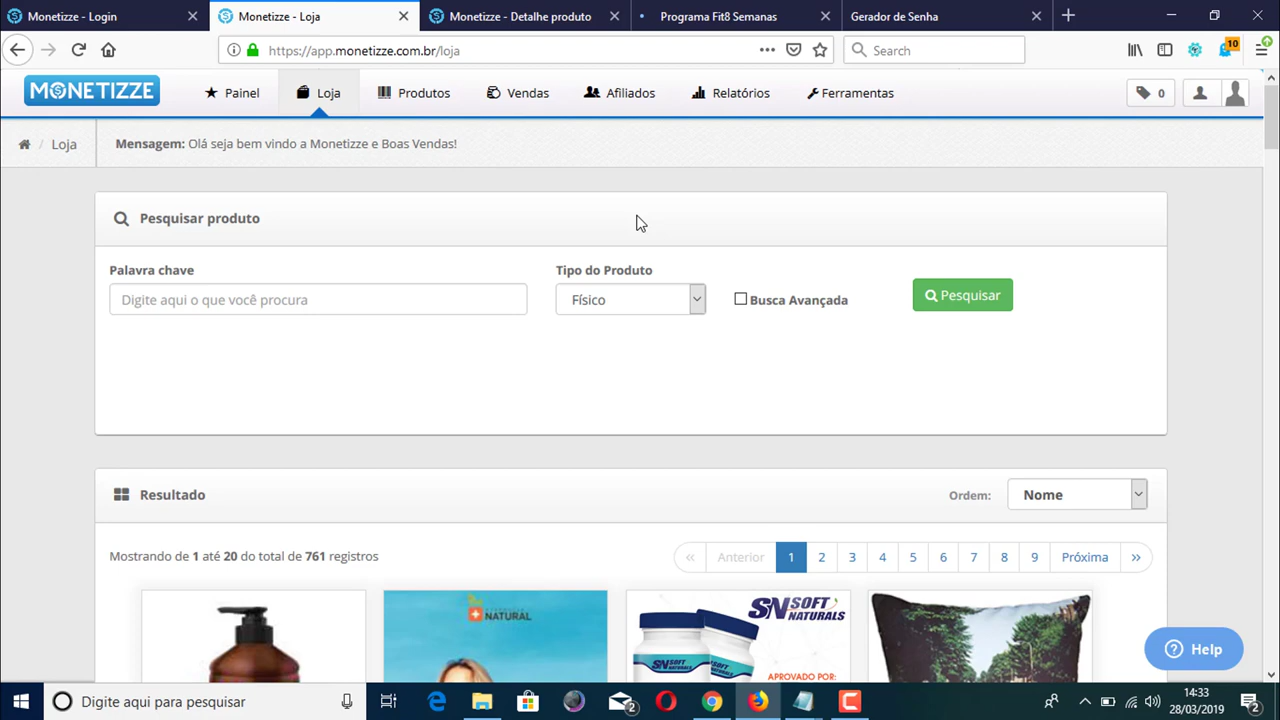 Monetizze - Login
Monetizze - Loja
Monetizze - Detalhe produto
Programa Fit8 Semanas
Gerador de Senha
https://app.monetizze.com.br/loja
Search
10
MONETIZZE
Painel
Loja
Produtos
Vendas
Afiliados
Relatórios
Ferramentas
0
/ Loja
Mensagem: Olá seja bem vindo a Monetizze e Boas Vendas!
Pesquisar produto
Palavra chave
Tipo do Produto
Digite aqui o que você procura
Físico
Busca Avançada
Pesquisar
Resultado
Ordem:
Nome
Mostrando de 1 até 20 do total de 761 registros
«
Anterior
1
2
3
4
5
6
7
8
9
Próxima
»
NATURAL
SN SOFT
NATURALS
APROVADO POR:
Help
Digite aqui para pesquisar
2
14:33
28/03/2019
2